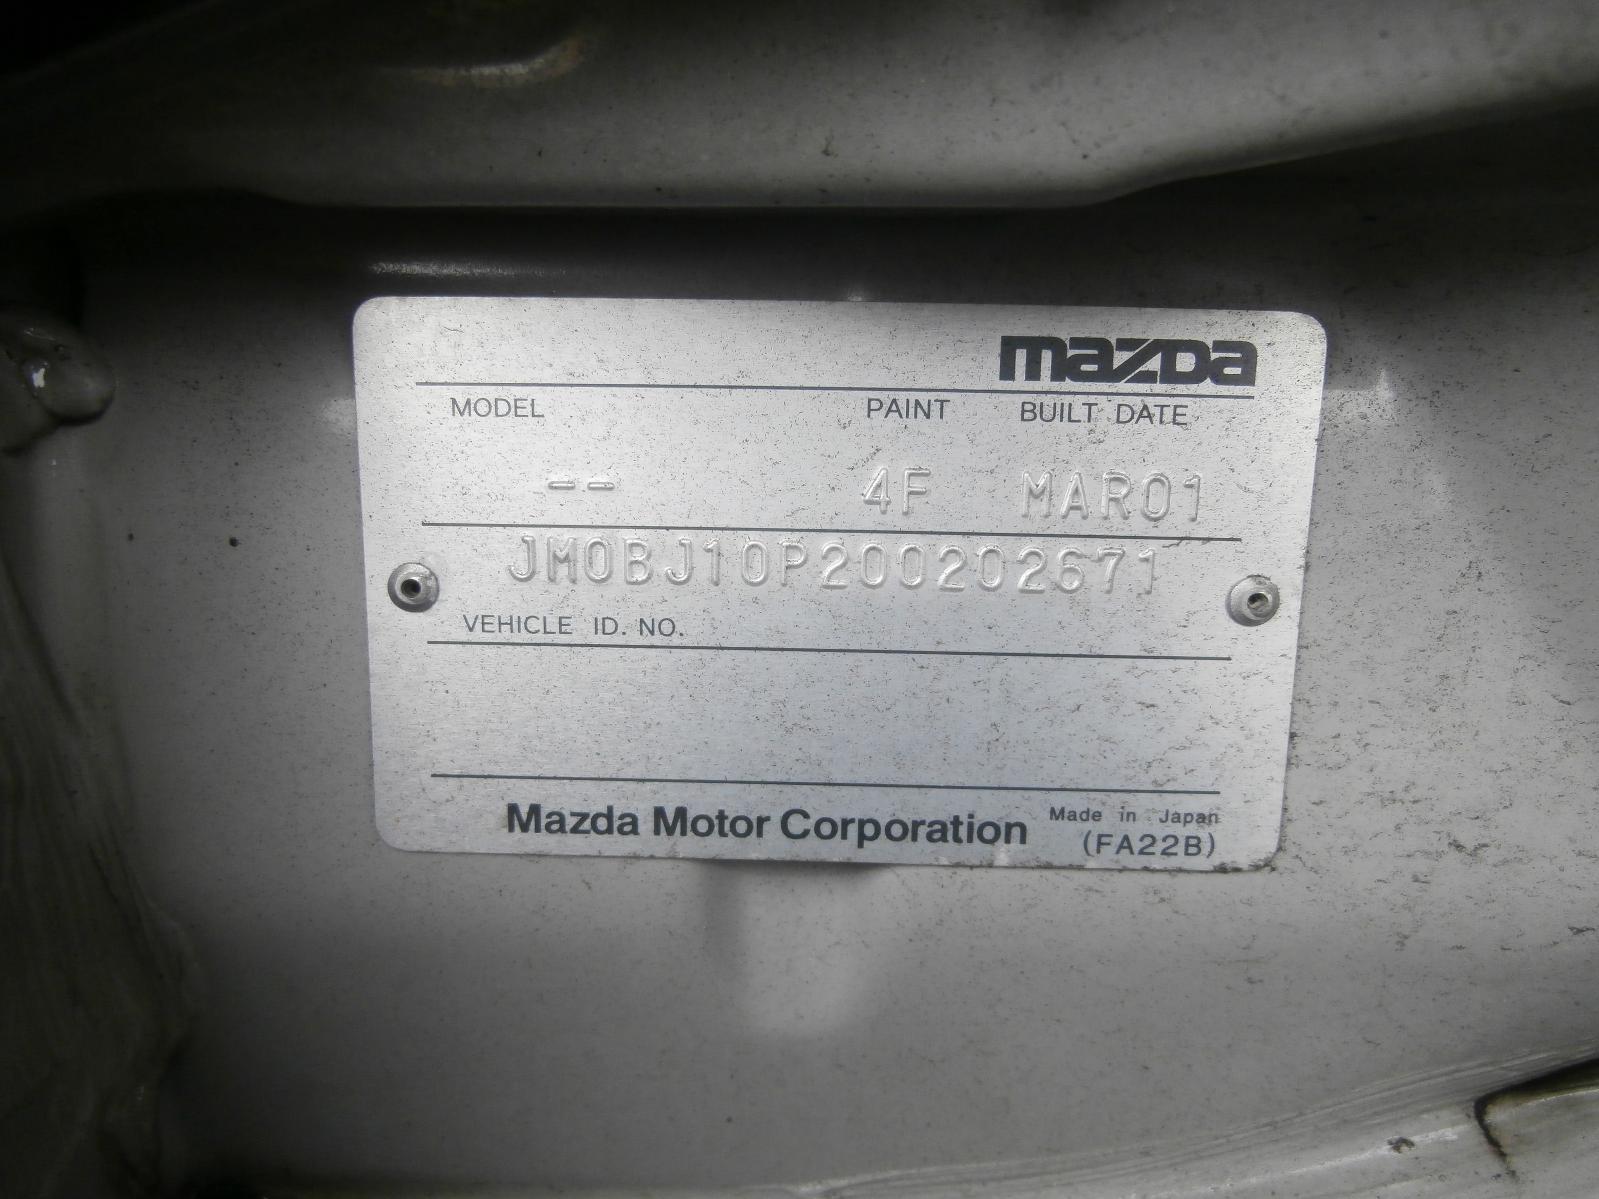 mazda
MODEL PAINT BUILT DATE
-- 4F MAR01
JM0BJ10P200202671
VEHICLE ID. NO.
Mazda Motor Corporation Made in Japan
(FA22B)